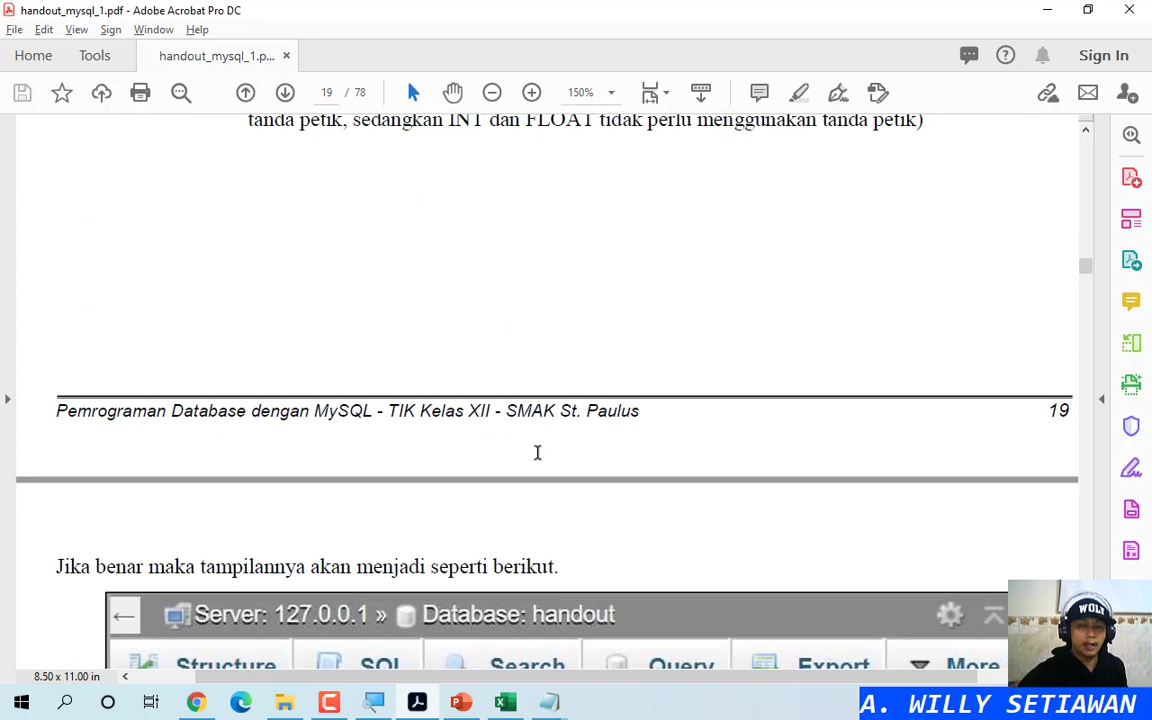 handout_mysql_1.pdf - Adobe Acrobat Pro DC
File Edit View Sign Window Help
Home Tools handout_mysql_1.p... × Sign In
19 / 78 150%
tanda petik, sedangkan INT dan FLOAT tidak perlu menggunakan tanda petik)
Pemrograman Database dengan MySQL - TIK Kelas XII - SMAK St. Paulus 19
Jika benar maka tampilannya akan menjadi seperti berikut.
Server: 127.0.0.1 » Database: handout
Structure SQL Search Query Export More
8.50 x 11.00 in
WOLV
A. WILLY SETIAWAN